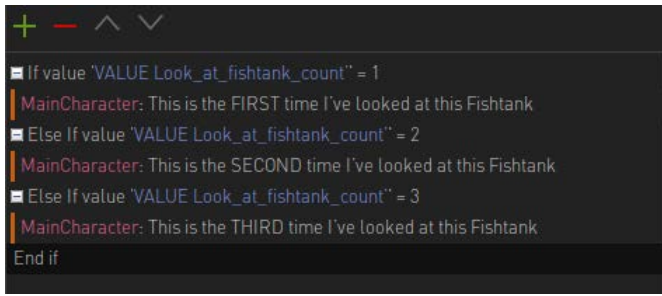 If value 'VALUE Look_at_fishtank_count'' = 1
MainCharacter: This is the FIRST time I've looked at this Fishtank
Else If value 'VALUE Look_at_fishtank_count'' = 2
MainCharacter: This is the SECOND time I've looked at this Fishtank
Else If value 'VALUE Look_at_fishtank_count'' = 3
MainCharacter: This is the THIRD time I've looked at this Fishtank
End if